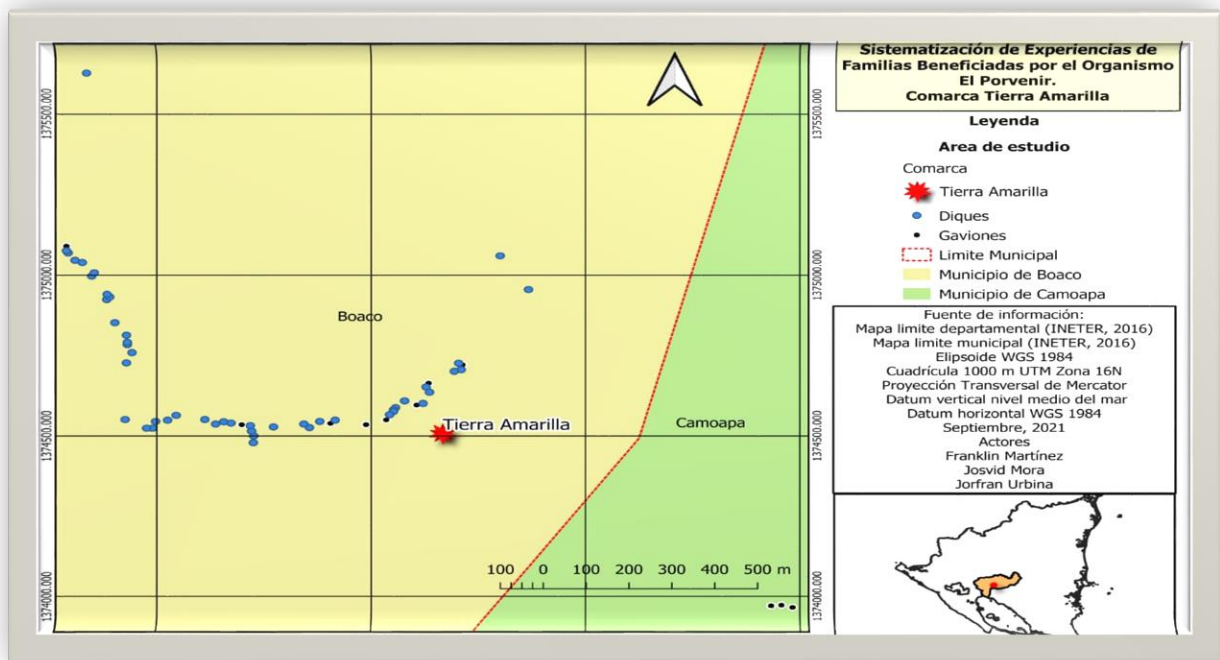 Sistematización de Experiencias de
Familias Beneficiadas por el Organismo
El Porvenir.
Comarca Tierra Amarilla
Leyenda
Area de estudio
Comarca
Tierra Amarilla
Diques
Gaviones
Limite Municipal
Municipio de Boaco
Municipio de Camoapa
Fuente de información:
Mapa limite departamental (INETER, 2016)
Mapa limite municipal (INETER, 2016)
Elipsoide WGS 1984
Cuadrícula 1000 m UTM Zona 16N
Proyección Transversal de Mercator
Datum vertical nivel medio del mar
Datum horizontal WGS 1984
Septiembre, 2021
Actores
Franklin Martínez
Josvid Mora
Jorfran Urbina
1375500.000
1375000.000
1374500.000
1374000.000
Boaco
Tierra Amarilla
Camoapa
100 0 100 200 300 400 500 m
1375500.000
1375000.000
1374500.000
1374000.000